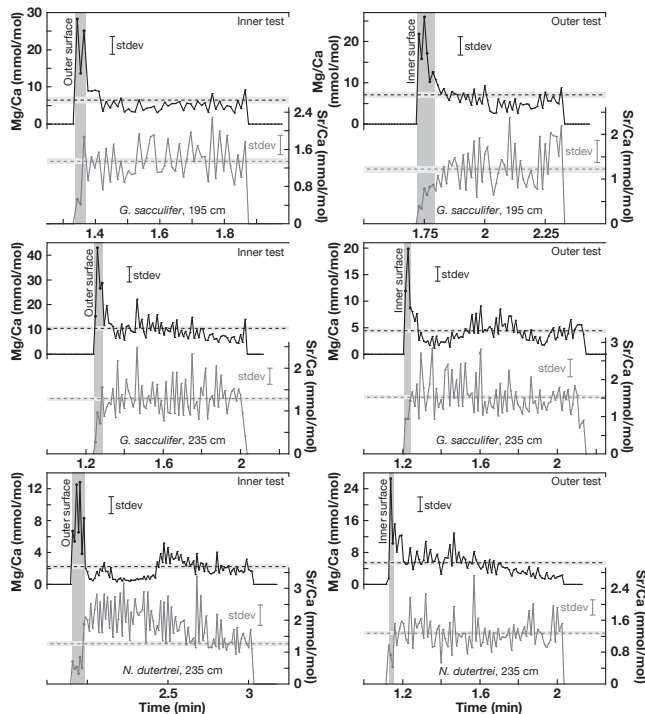 Inner test
Outer test
Mg/Ca (mmol/mol)
30
20
10
0
Outer surface
stdev
Sr/Ca (mmol/mol)
2.4
1.6
0.8
0
stdev
G. sacculifer, 195 cm
1.4
1.6
1.8
Mg/Ca
(mmol/mol)
20
10
0
Inner surface
stdev
Sr/Ca (mmol/mol)
2
1
0
stdev
G. sacculifer, 195 cm
1.75
2
2.25
Inner test
Outer test
Mg/Ca (mmol/mol)
40
30
20
10
0
Outer surface
stdev
Sr/Ca (mmol/mol)
2
1
0
stdev
G. sacculifer, 235 cm
1.2
1.6
2
Mg/Ca (mmol/mol)
20
15
10
5
0
Inner surface
stdev
Sr/Ca (mmol/mol)
3
2
1
0
stdev
G. sacculifer, 235 cm
1.2
1.6
2
Inner test
Outer test
Mg/Ca (mmol/mol)
12
8
4
0
Outer surface
stdev
Sr/Ca (mmol/mol)
3
2
1
0
stdev
N. dutertrei, 235 cm
2.5
3
Time (min)
Mg/Ca (mmol/mol)
24
16
8
0
Inner surface
stdev
Sr/Ca (mmol/mol)
2.4
1.6
0.8
0
stdev
N. dutertrei, 235 cm
1.2
1.6
2
Time (min)